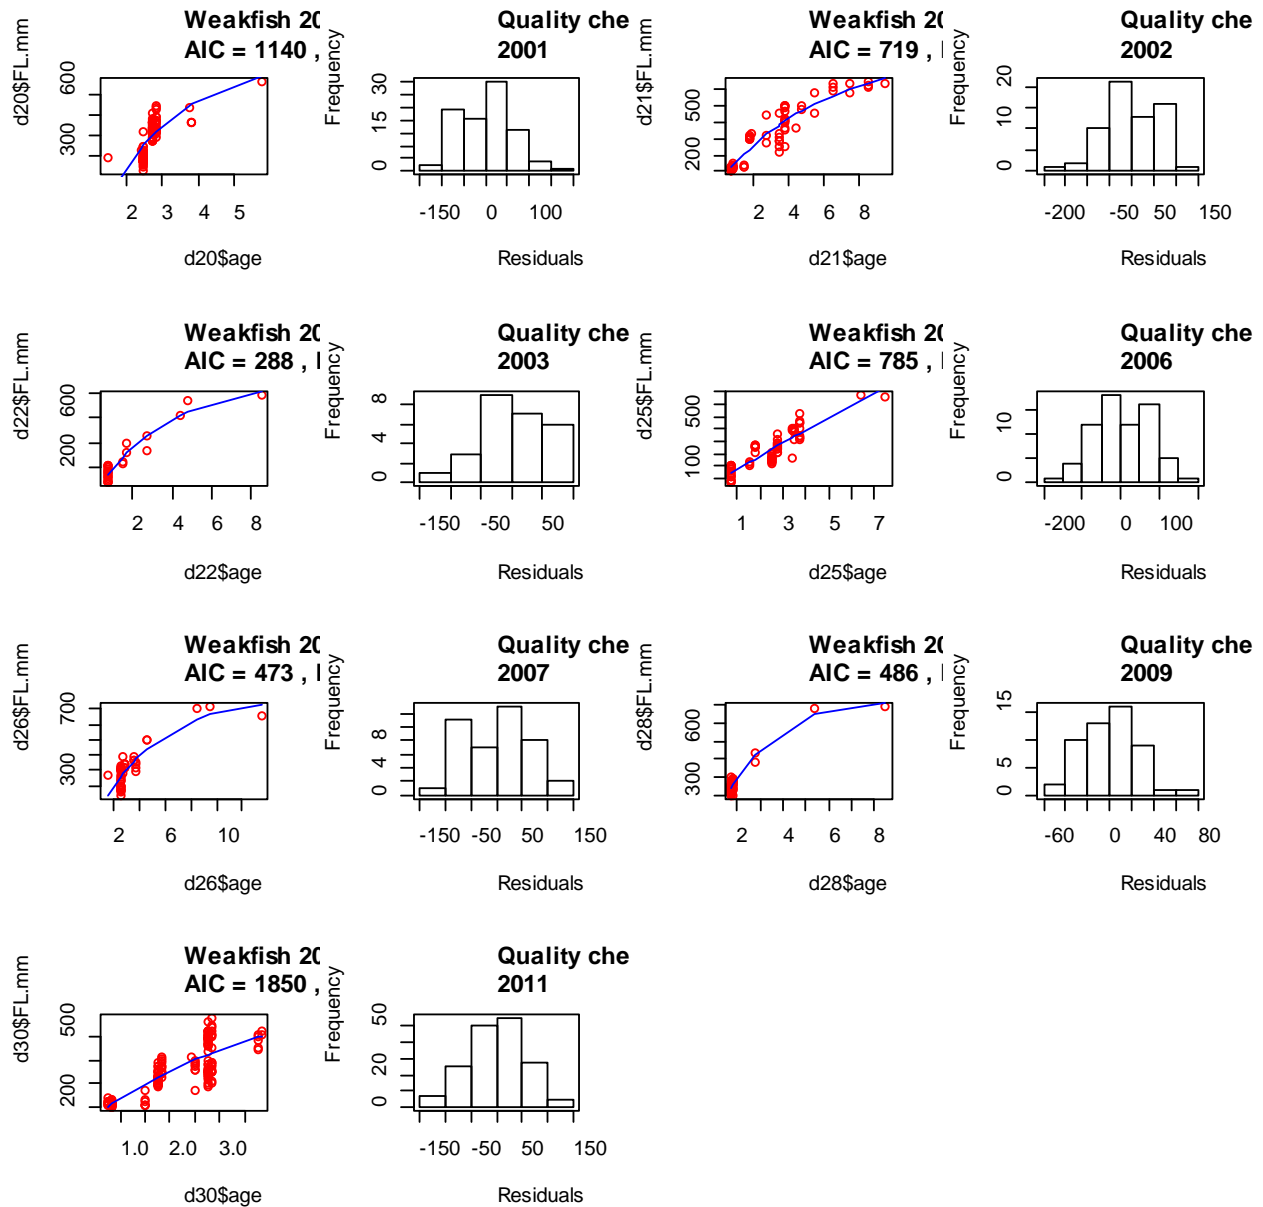 Weakfish 20
AIC = 1140 ,
d20$FL.mm
300 600
2 3 4 5
d20$age
Quality che
2001
Frequency
0 15 30
-150 0 100
Residuals
Weakfish 20
AIC = 719 ,
d21$FL.mm
200 500
2 4 6 8
d21$age
Quality che
2002
Frequency
0 10 20
-200 -50 50 150
Residuals
Weakfish 20
AIC = 288 ,
d22$FL.mm
200 600
2 4 6 8
d22$age
Quality che
2003
Frequency
0 4 8
-150 -50 50
Residuals
Weakfish 20
AIC = 785 ,
d25$FL.mm
100 500
1 3 5 7
d25$age
Quality che
2006
Frequency
0 10
-200 0 100
Residuals
Weakfish 20
AIC = 473 ,
d26$FL.mm
300 700
2 6 10
d26$age
Quality che
2007
Frequency
0 4 8
-150 -50 50 150
Residuals
Weakfish 20
AIC = 486 ,
d28$FL.mm
300 600
2 4 6 8
d28$age
Quality che
2009
Frequency
0 5 15
-60 0 40 80
Residuals
Weakfish 20
AIC = 1850 ,
d30$FL.mm
200 500
1.0 2.0 3.0
d30$age
Quality che
2011
Frequency
0 20 50
-150 -50 50 150
Residuals